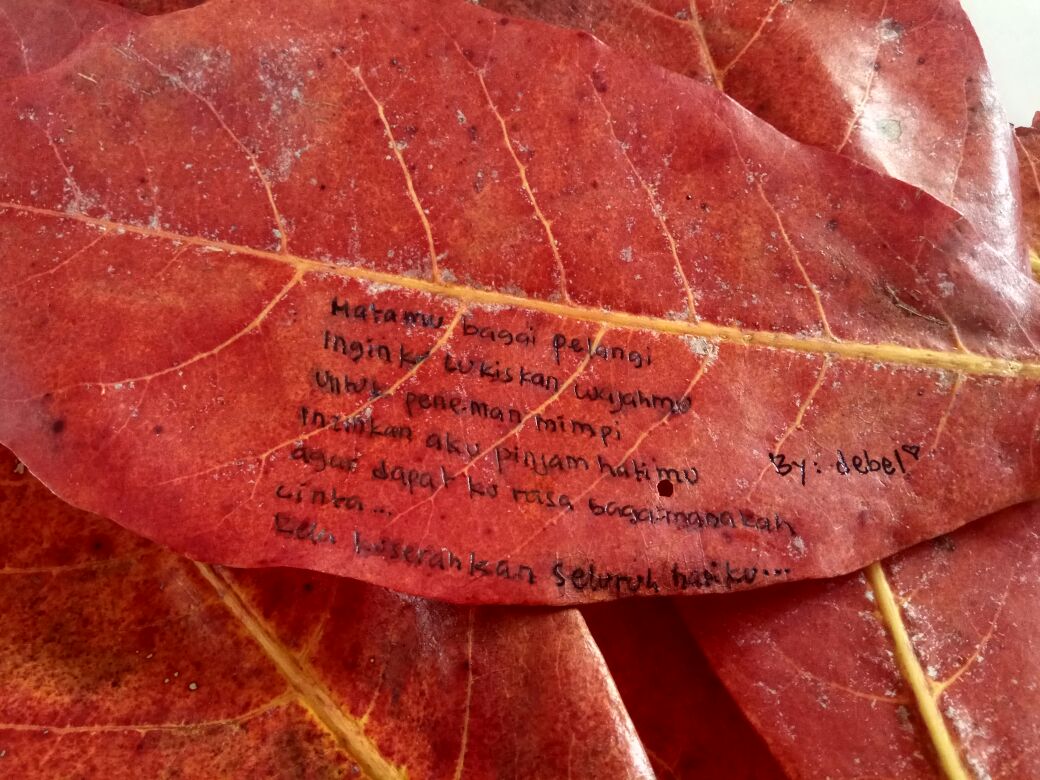 Matamu bagai pelangi
Ingin ku lukiskan wajahmu
Untuk peneman mimpi
Inzinkan aku pinjam hatimu
agar dapat ku rasa bagaimanakah
cinta...
Rela kuserahkan seluruh hatiku...
By: debel